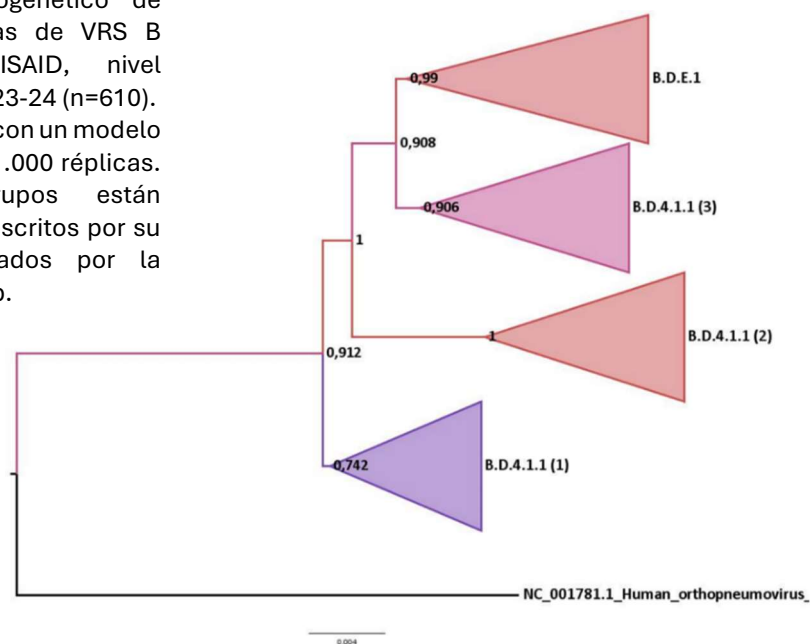 de
as de VRS B
ISAID, nivel
23-24 (n=610).
con un modelo
.000 réplicas.
upos están
scritos por su
ados por la
o.
0,99
B.D.E.1
0,908
0,906
B.D.4.1.1 (3)
1
1
B.D.4.1.1 (2)
0,912
0,742
B.D.4.1.1 (1)
NC_001781.1_Human_orthopneumovirus_
0.004